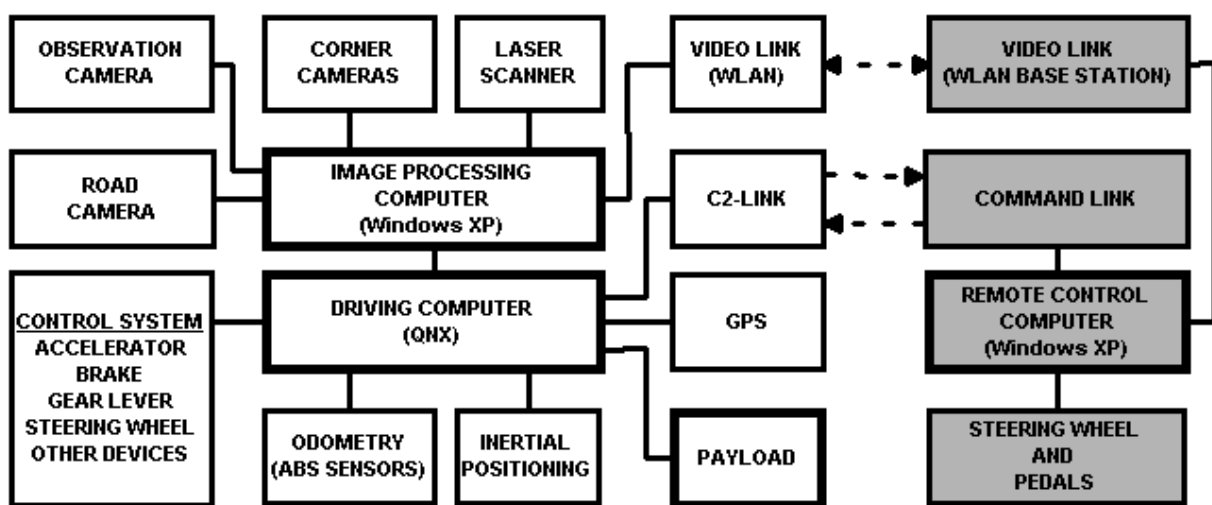 OBSERVATION
CAMERA
CORNER
CAMERAS
LASER
SCANNER
VIDEO LINK
(WLAN)
VIDEO LINK
(WLAN BASE STATION)
ROAD
CAMERA
IMAGE PROCESSING
COMPUTER
(Windows XP)
C2-LINK
COMMAND LINK
CONTROL SYSTEM
ACCELERATOR
BRAKE
GEAR LEVER
STEERING WHEEL
OTHER DEVICES
DRIVING COMPUTER
(QNX)
GPS
REMOTE CONTROL
COMPUTER
(Windows XP)
ODOMETRY
(ABS SENSORS)
INERTIAL
POSITIONING
PAYLOAD
STEERING WHEEL
AND
PEDALS